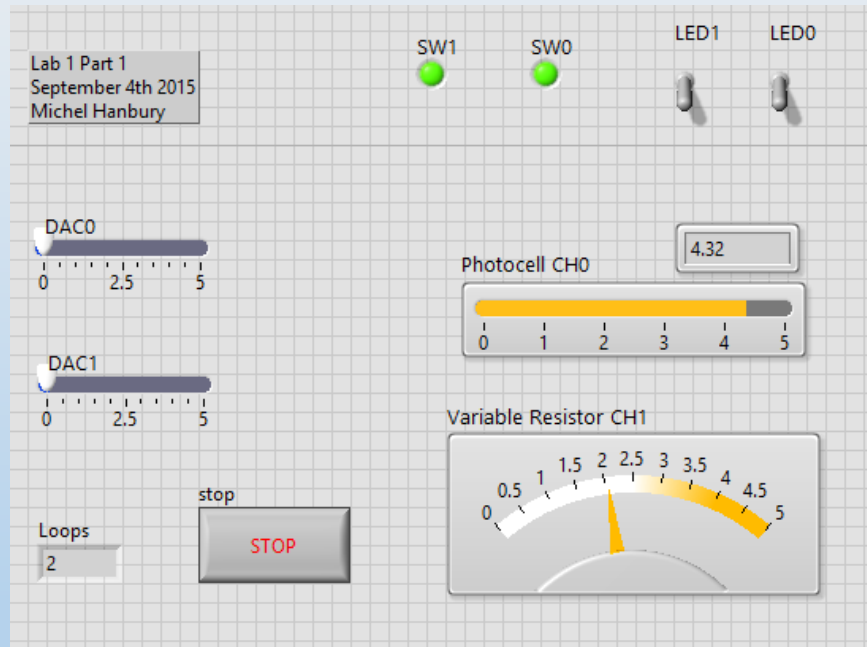 Lab 1 Part 1
September 4th 2015
Michel Hanbury
SW1 SW0 LED1 LED0
DAC0
0 2.5 5
4.32
Photocell CH0
0 1 2 3 4 5
DAC1
0 2.5 5
Variable Resistor CH1
0 0.5 1 1.5 2 2.5 3 3.5 4 4.5 5
stop
STOP
Loops
2